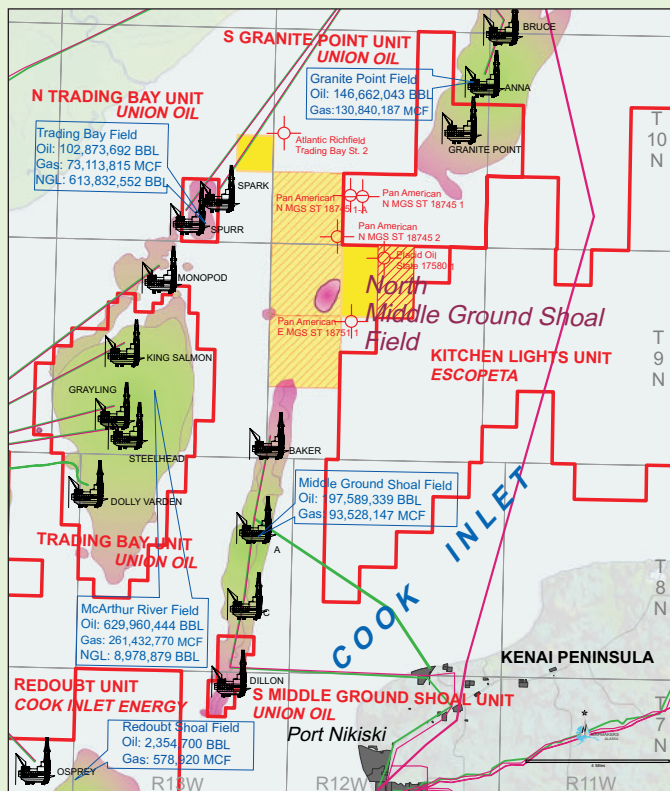 BRUCE
S GRANITE POINT UNIT
UNION OIL
Granite Point Field
Oil: 146,662,043 BBL
Gas:130,840,187 MCF
ANNA
GRANITE POINT
N TRADING BAY UNIT
UNION OIL
Trading Bay Field
Oil: 102,873,692 BBL
Gas: 73,113,815 MCF
NGL: 613,832,552 BBL
T
10
N
Atlantic Richfield
Trading Bay St. 2
SPARK
SPURR
Pan American
N MGS ST 18745 1-A
Pan American
N MGS ST 18745 1
Pan American
N MGS ST 18745 2
Placid Oil
State 17580 1
MONOPOD
North
Middle Ground Shoal
Field
Pan American
E MGS ST 18751 1
KING SALMON
KITCHEN LIGHTS UNIT
ESCOPETA
T
9
N
GRAYLING
STEELHEAD
BAKER
DOLLY VARDEN
Middle Ground Shoal Field
Oil: 197,589,339 BBL
Gas:93,528,147 MCF
A
TRADING BAY UNIT
UNION OIL
COOK INLET
T
8
N
McArthur River Field
Oil: 629,960,444 BBL
Gas: 261,432,770 MCF
NGL: 8,978,879 BBL
C
KENAI PENINSULA
REDOUBT UNIT
COOK INLET ENERGY
DILLON
S MIDDLE GROUND SHOAL UNIT
UNION OIL
Port Nikiski
T
7
N
Redoubt Shoal Field
Oil: 2,354,700 BBL
Gas: 578,920 MCF
OSPREY
R13W
R12W
R11W